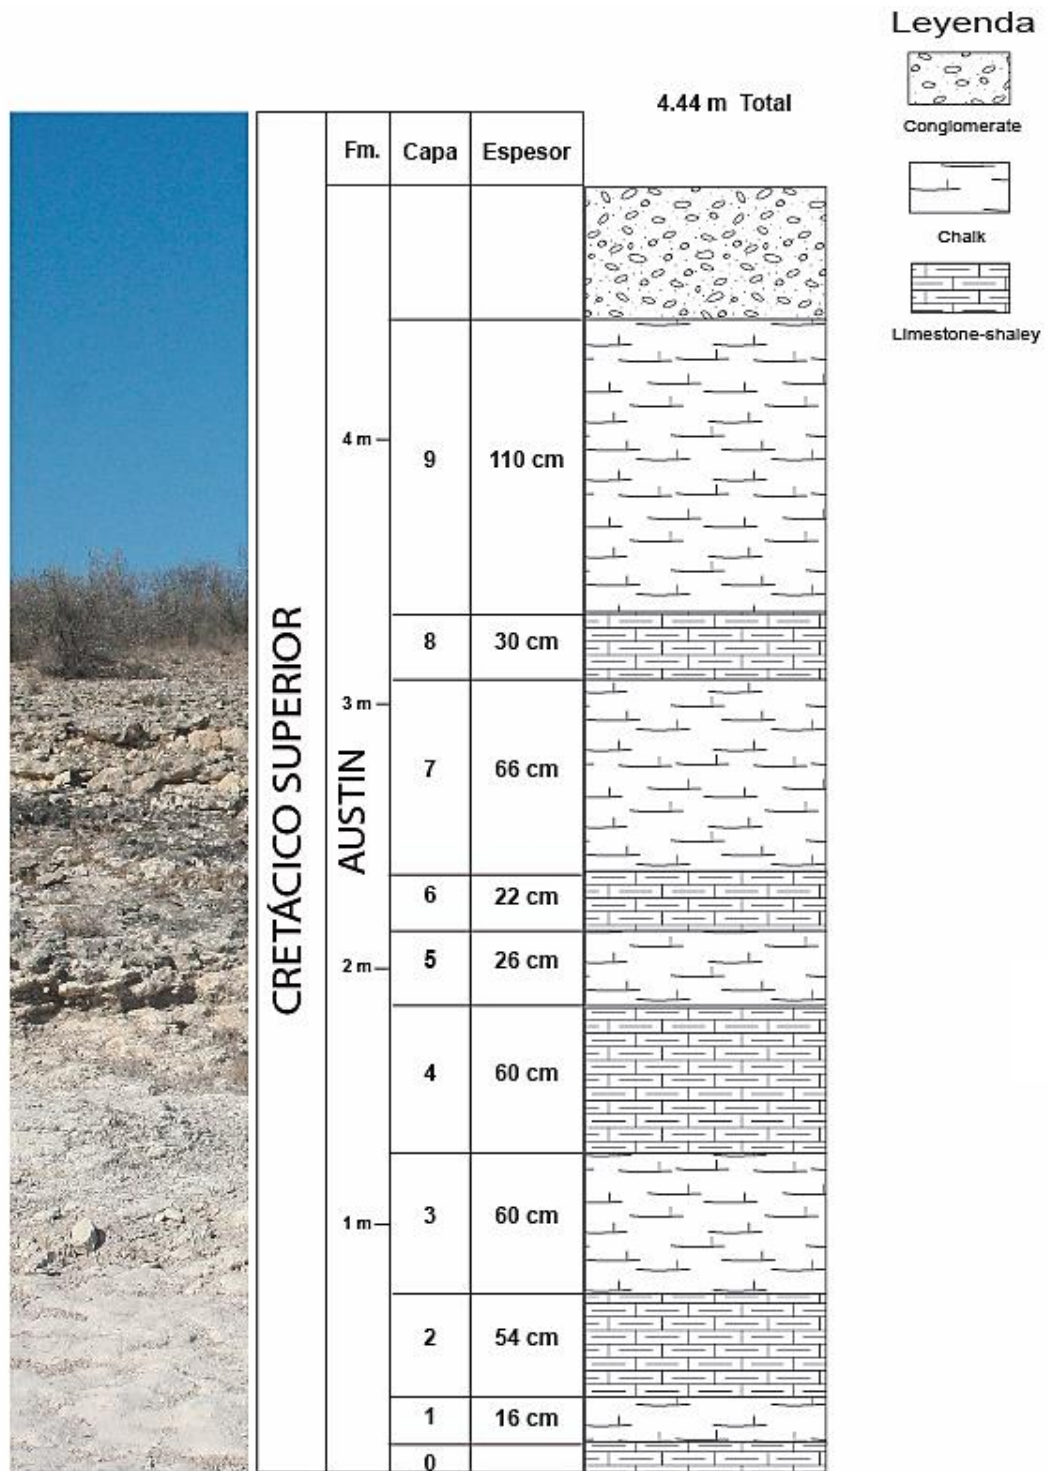 Leyenda
Conglomerate
Chalk
Limestone-shaley
4.44 m Total
Fm. Capa Espesor
CRETÁCICO SUPERIOR
AUSTIN
4 m
9 110 cm
8 30 cm
3 m
7 66 cm
6 22 cm
2 m
5 26 cm
4 60 cm
1 m
3 60 cm
2 54 cm
1 16 cm
0